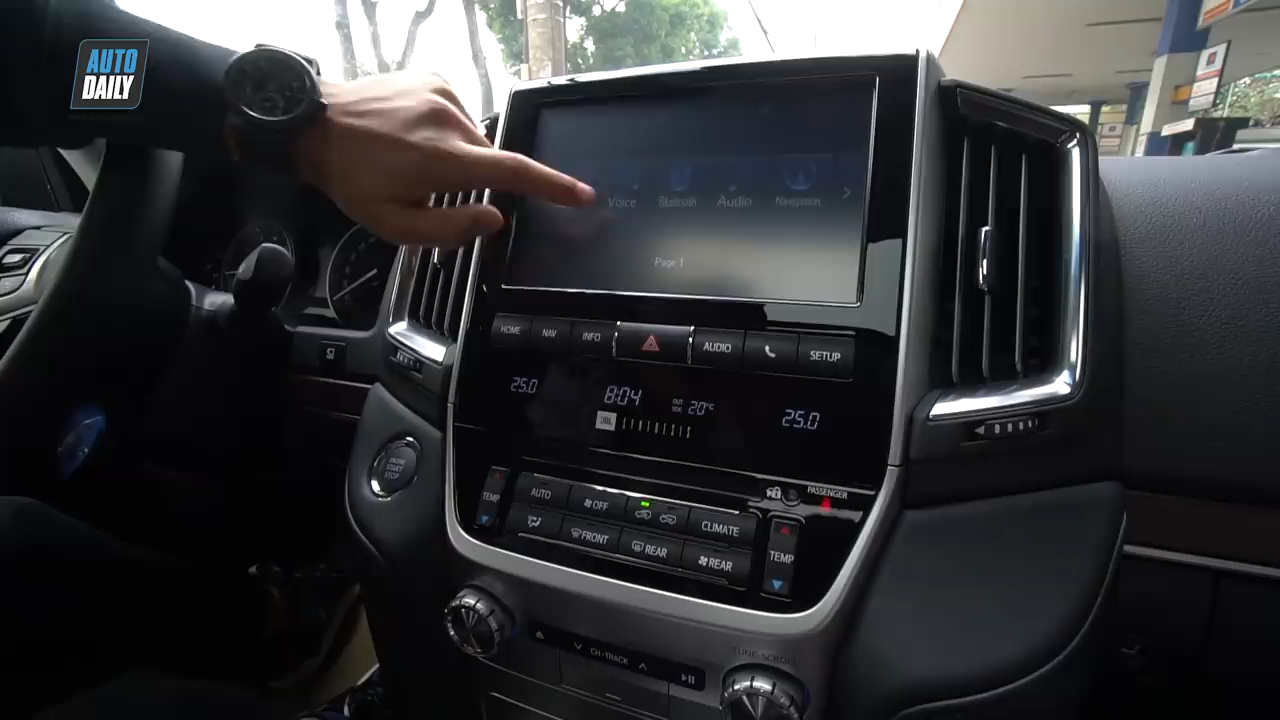 AUTO
DAILY
Voice Bluetooth Audio Navigation >
Page 1
HOME NAV INFO AUDIO SETUP
25.0 8:04 OUT SIDE 20°C 25.0
JBL SYNTHESIS
ENGINE
START
STOP
PASSENGER
TEMP AUTO OFF CLIMATE TEMP
FRONT REAR REAR
CH•TRACK
TUNE•SCROLL